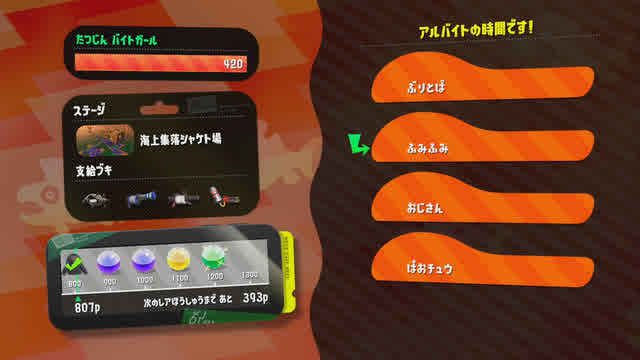 たつじん バイトガール
420
ステージ
海上集落シャケト場
支給ブキ
800 900 1000 1100 1200 1300
807p 次のレアほうしゅうまで あと 393p
アルバイトの時間です!
ぶりとば
ふみふみ
おじさん
ぱおチュウ